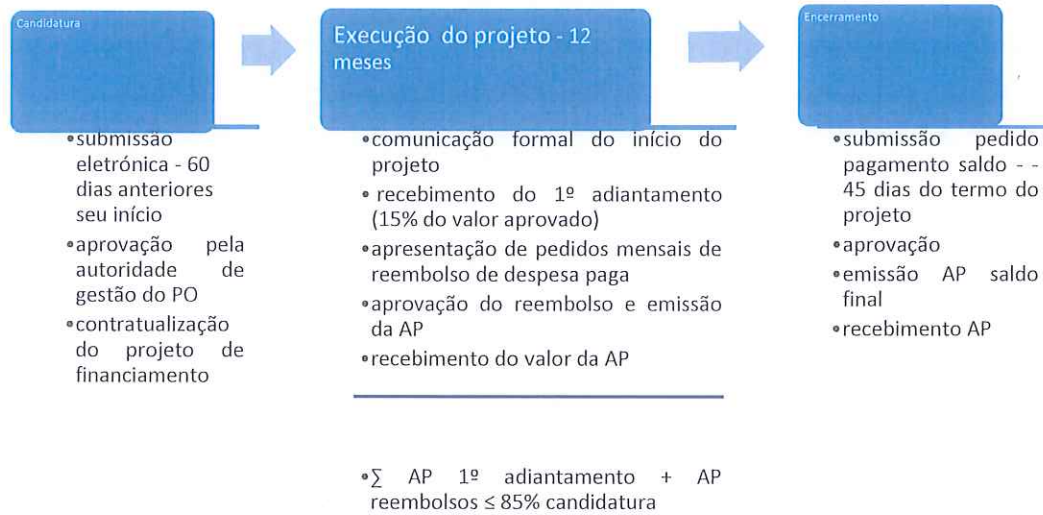 Candidatura
•submissão
eletrónica - 60
dias anteriores
seu início
•aprovação pela
autoridade de
gestão do PO
•contratualização
do projeto de
financiamento
Execução do projeto - 12
meses
•comunicação formal do início do
projeto
• recebimento do 1º adiantamento
(15% do valor aprovado)
•apresentação de pedidos mensais de
reembolso de despesa paga
•aprovação do reembolso e emissão
da AP
•recebimento do valor da AP
•∑ AP 1º adiantamento + AP
reembolsos ≤ 85% candidatura
Encerramento
•submissão pedido
pagamento saldo - -
45 dias do termo do
projeto
•aprovação
•emissão AP saldo
final
•recebimento AP